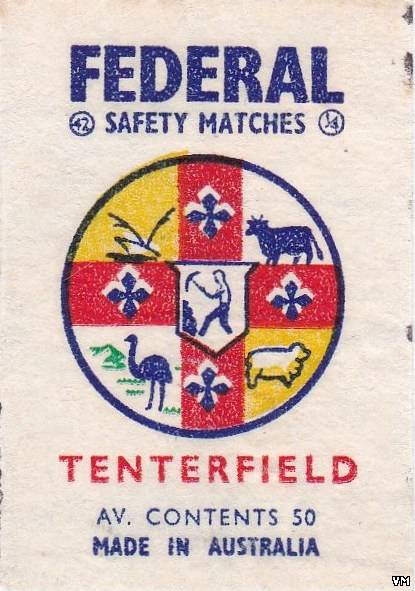 FEDERAL
42 SAFETY MATCHES 1/4
TENTERFIELD
AV. CONTENTS 50
MADE IN AUSTRALIA
VM